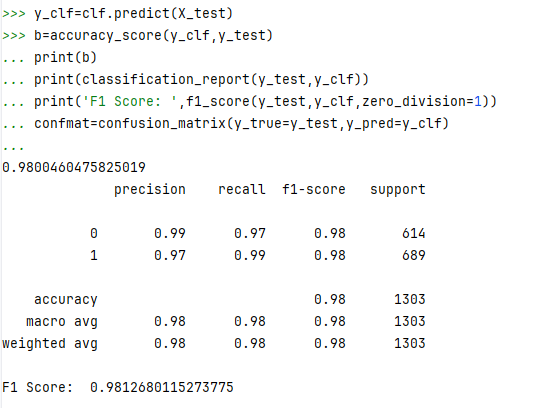 >>> y_clf=clf.predict(X_test)
>>> b=accuracy_score(y_clf,y_test)
... print(b)
... print(classification_report(y_test,y_clf))
... print('F1 Score: ',f1_score(y_test,y_clf,zero_division=1))
... confmat=confusion_matrix(y_true=y_test,y_pred=y_clf)
...
0.9800460475825019
              precision    recall  f1-score   support

           0       0.99      0.97      0.98       614
           1       0.97      0.99      0.98       689

    accuracy                           0.98      1303
   macro avg       0.98      0.98      0.98      1303
weighted avg       0.98      0.98      0.98      1303

F1 Score:  0.9812680115273775